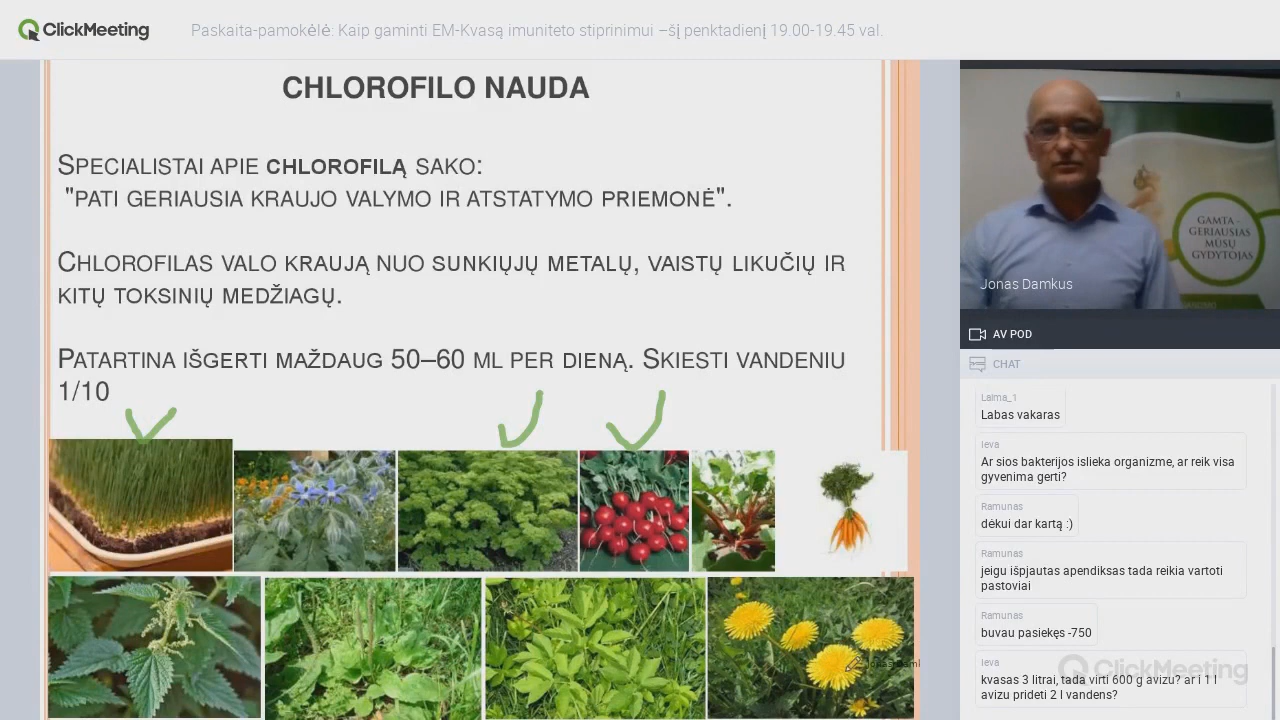 ClickMeeting
Paskaita-pamokėlė: Kaip gaminti EM-Kvasą imuniteto stiprinimui –šį penktadienį 19.00-19.45 val.
CHLOROFILO NAUDA
SPECIALISTAI APIE CHLOROFILĄ SAKO:
"PATI GERIAUSIA KRAUJO VALYMO IR ATSTATYMO PRIEMONĖ".
CHLOROFILAS VALO KRAUJĄ NUO SUNKIŲJŲ METALŲ, VAISTŲ LIKUČIŲ IR
KITŲ TOKSINIŲ MEDŽIAGŲ.
PATARTINA IŠGERTI MAŽDAUG 50–60 ML PER DIENĄ. SKIESTI VANDENIU
1/10
GAMTA-
GERIAUSIAS
MŪSŲ
GYDYTOJAS
Jonas Damkus
AV POD
CHAT
Laima_1
Labas vakaras
Ieva
Ar sios bakterijos islieka organizme, ar reik visa
gyvenima gerti?
Ramunas
dėkui dar kartą :)
Ramunas
jeigu išpjautas apendiksas tada reikia vartoti
pastoviai
Ramunas
buvau pasiekęs -750
Ieva
kvasas 3 litrai, tada virti 600 g avizu? ar i 1 l
avizu prideti 2 l vandens?
ClickMeeting